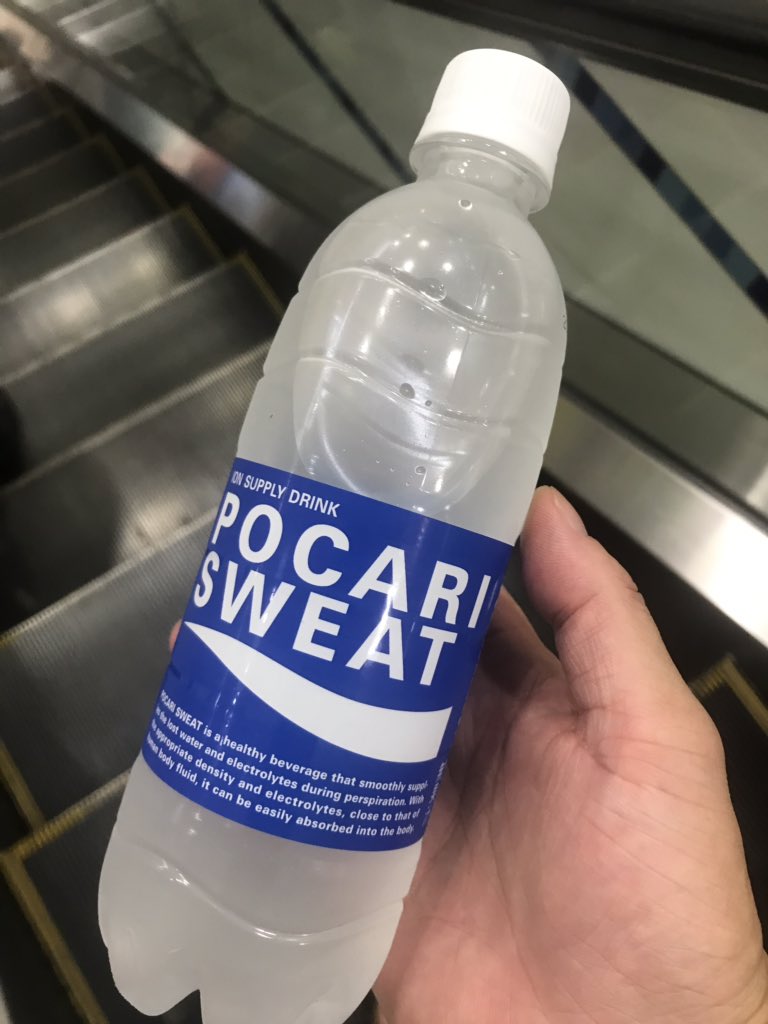 ION SUPPLY DRINK
POCARI
SWEAT
POCARI SWEAT is a healthy beverage that smoothly suppl
the lost water and electrolytes during perspiration. With
appropriate density and electrolytes, close to that of
body fluid, it can be easily absorbed into the body.